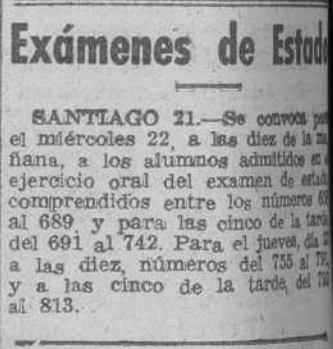 Exámenes de Estado
SANTIAGO 21.—Se convoca para
el miércoles 22, a las diez de la ma
ñana, a los alumnos admitidos en
ejercicio oral del examen de estado
comprendidos entre los números
al 689, y para las cinco de la tarde
del 691 al 742. Para el jueves, día
a las diez, números del 755 al
y a las cinco de la tarde, del
al 813.